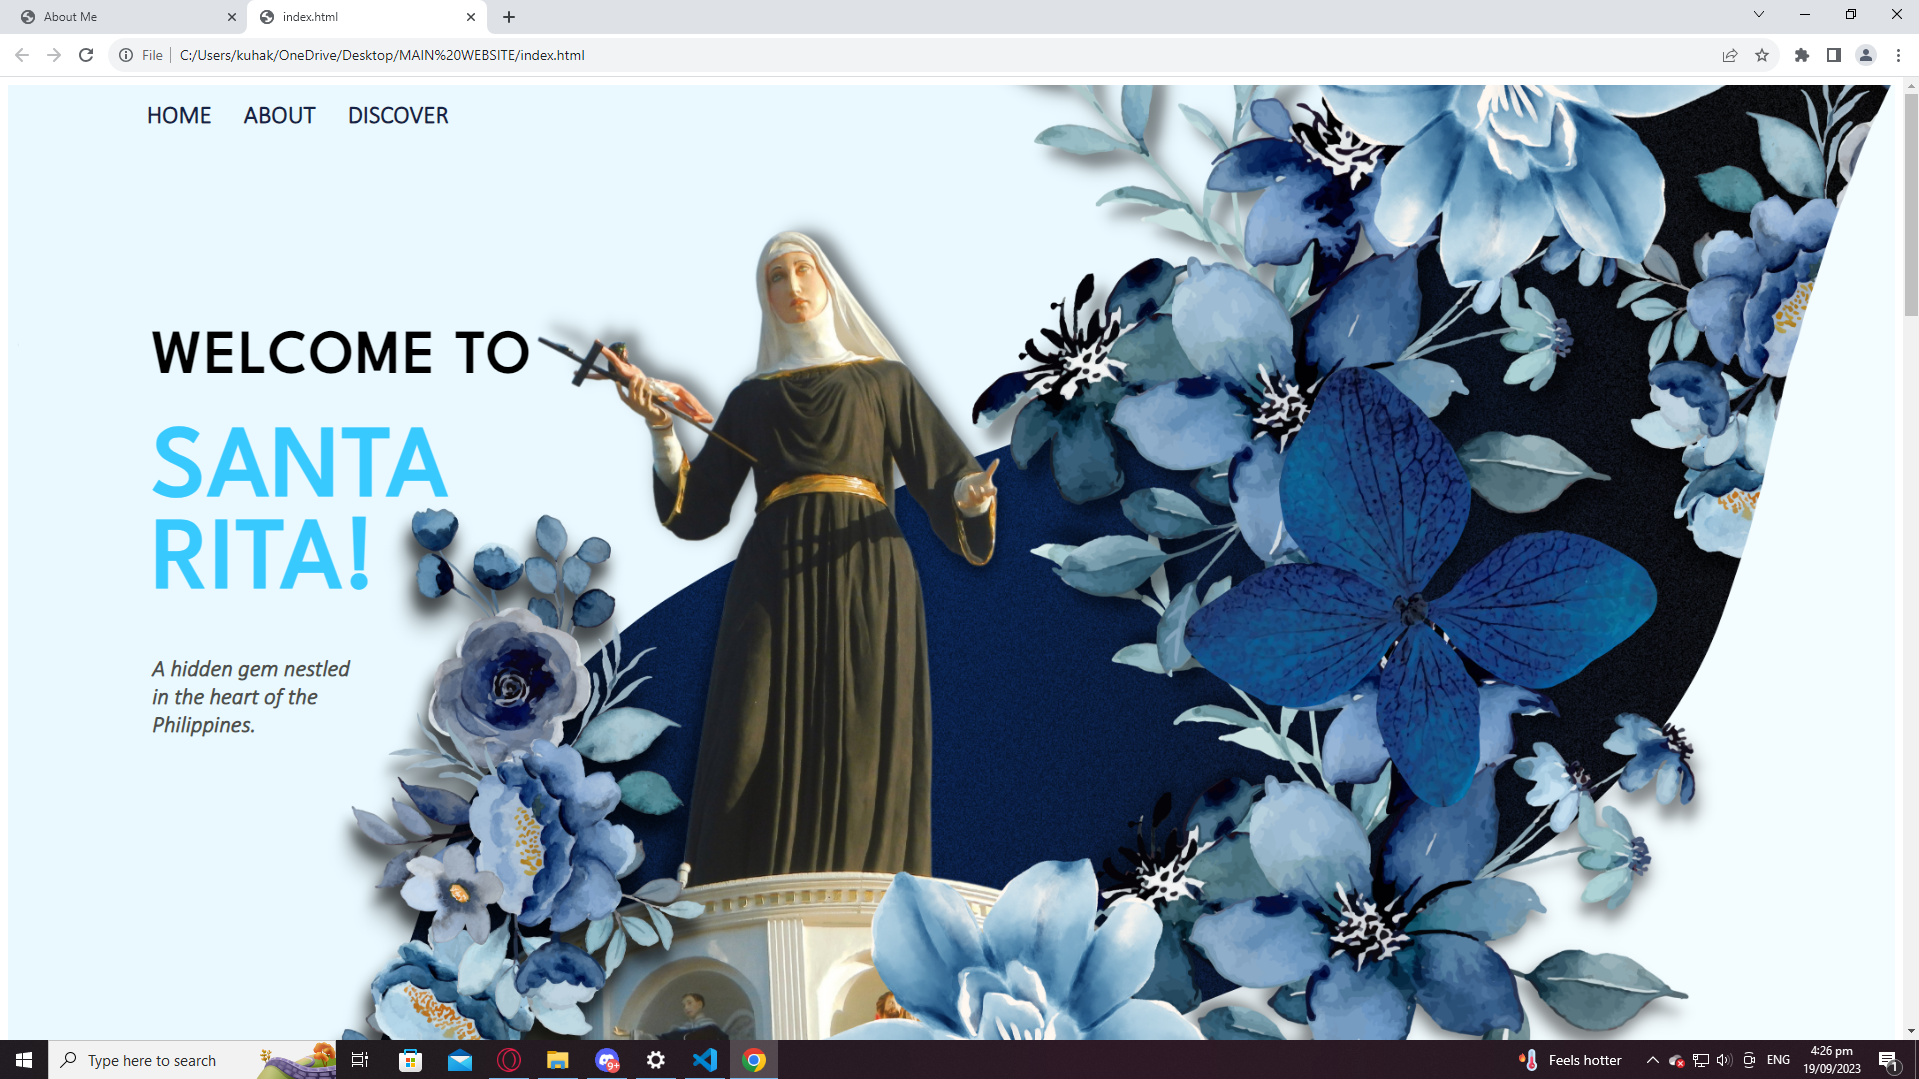 About Me
index.html
File
C:/Users/kuhak/OneDrive/Desktop/MAIN%20WEBSITE/index.html
HOME ABOUT DISCOVER
WELCOME TO
SANTA
RITA!
A hidden gem nestled
in the heart of the
Philippines.
Type here to search
9+
Feels hotter
ENG
4:26 pm
19/09/2023
1